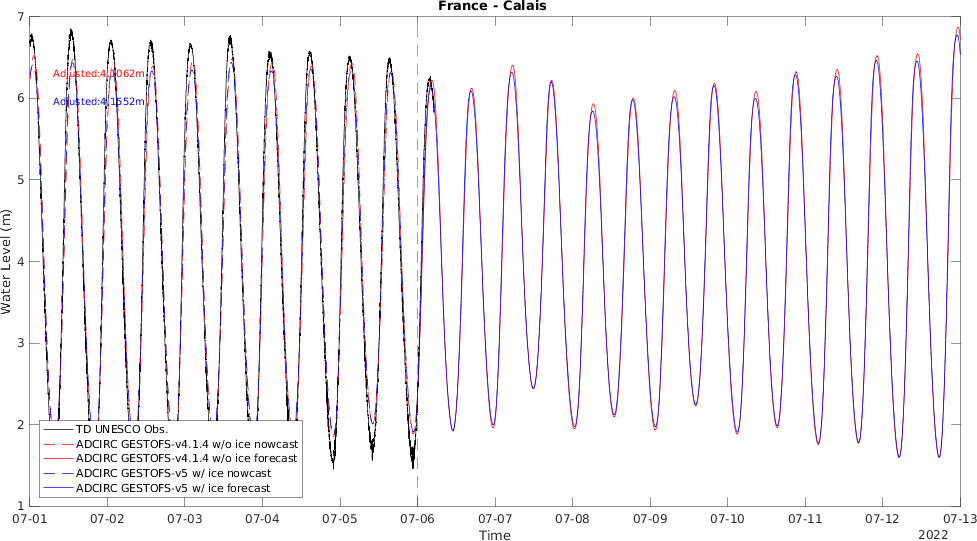 France - Calais
7
6
5
4
3
2
1
Water Level (m)
Adjusted:4.1062m
Adjusted:4.1552m
TD UNESCO Obs.
ADCIRC GESTOFS-v4.1.4 w/o ice nowcast
ADCIRC GESTOFS-v4.1.4 w/o ice forecast
ADCIRC GESTOFS-v5 w/ ice nowcast
ADCIRC GESTOFS-v5 w/ ice forecast
07-01 07-02 07-03 07-04 07-05 07-06 07-07 07-08 07-09 07-10 07-11 07-12 07-13
Time
2022